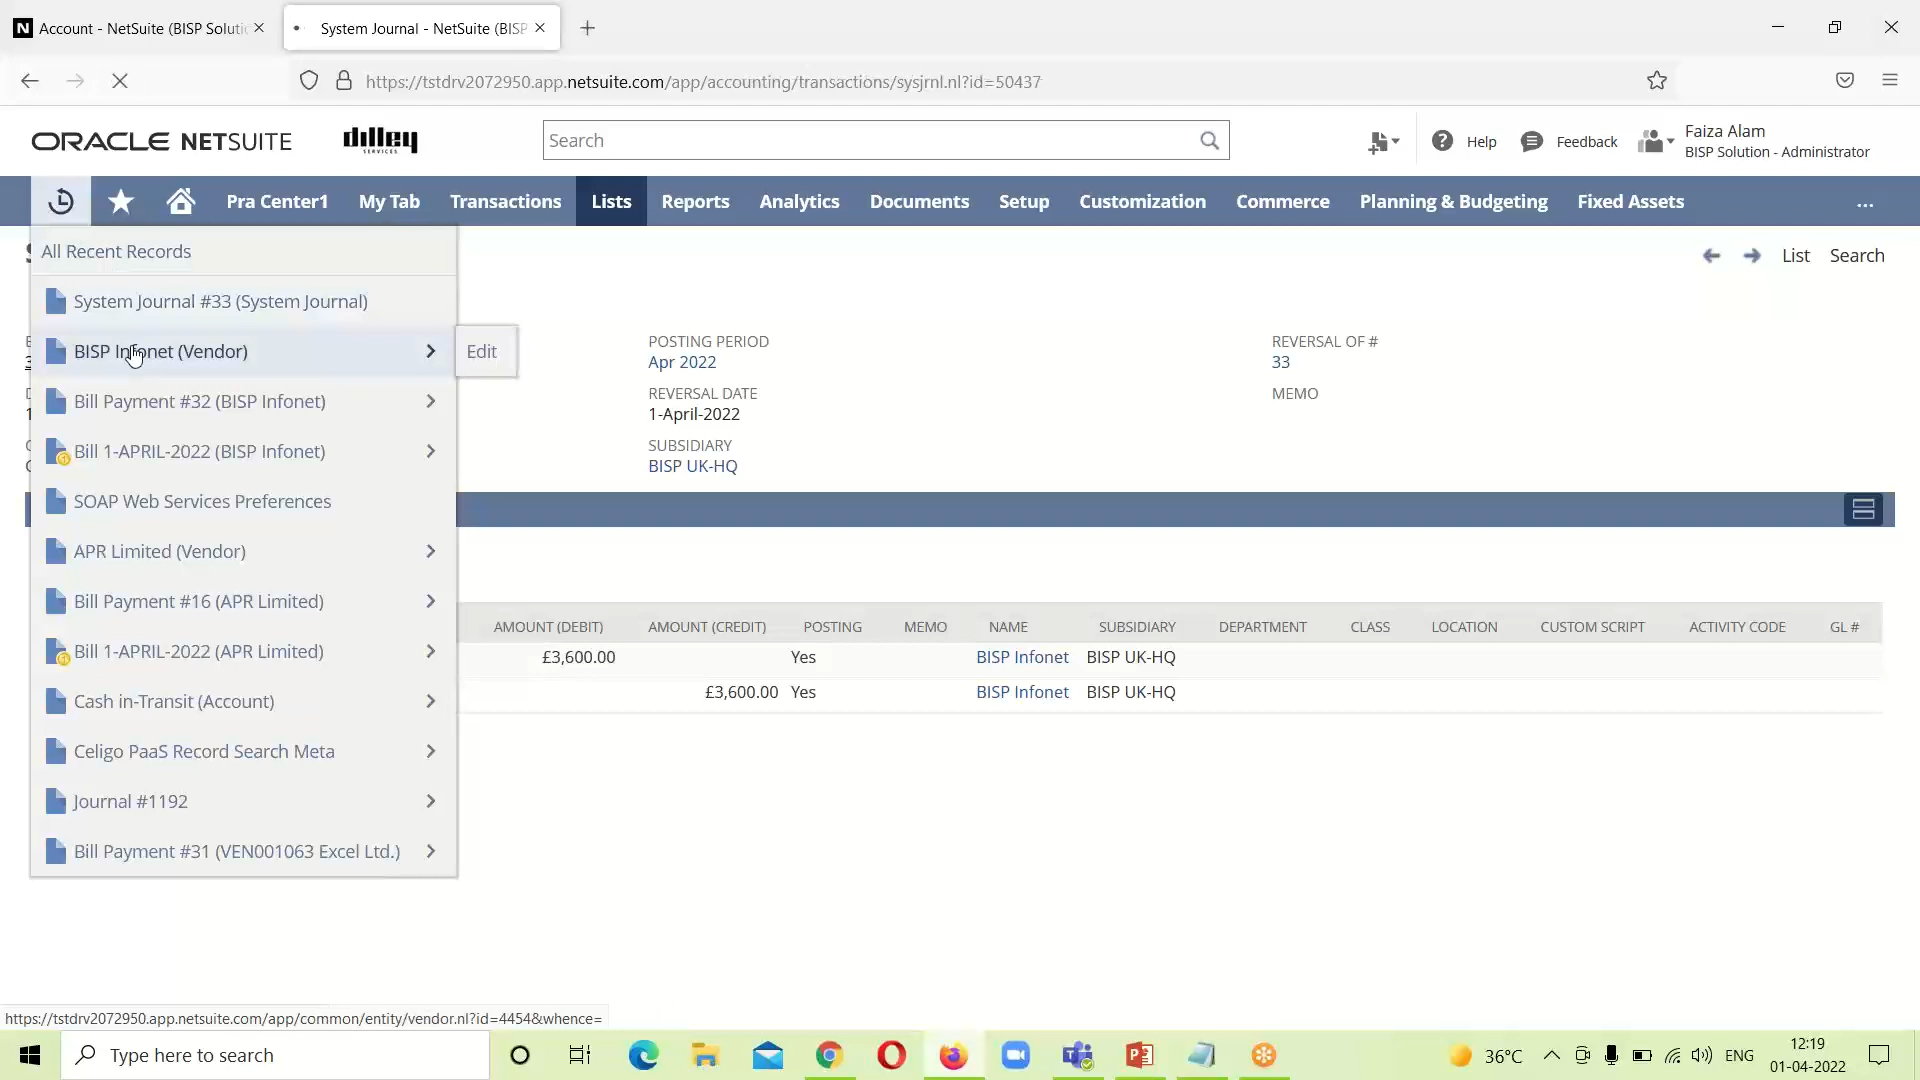 Account - NetSuite (BISP Soluti
System Journal - NetSuite (BISP
https://tstdrv2072950.app.netsuite.com/app/accounting/transactions/sysjrnl.nl?id=50437
ORACLE NETSUITE
dilley
SERVICES
Search
Help
Feedback
Faiza Alam
BISP Solution - Administrator
Pra Center1
My Tab
Transactions
Lists
Reports
Analytics
Documents
Setup
Customization
Commerce
Planning & Budgeting
Fixed Assets
...
All Recent Records
System Journal #33 (System Journal)
BISP Infonet (Vendor)
Edit
Bill Payment #32 (BISP Infonet)
Bill 1-APRIL-2022 (BISP Infonet)
SOAP Web Services Preferences
APR Limited (Vendor)
Bill Payment #16 (APR Limited)
Bill 1-APRIL-2022 (APR Limited)
Cash in-Transit (Account)
Celigo PaaS Record Search Meta
Journal #1192
Bill Payment #31 (VEN001063 Excel Ltd.)
List
Search
POSTING PERIOD
Apr 2022
REVERSAL DATE
1-April-2022
SUBSIDIARY
BISP UK-HQ
REVERSAL OF #
33
MEMO
AMOUNT (DEBIT) AMOUNT (CREDIT) POSTING MEMO NAME SUBSIDIARY DEPARTMENT CLASS LOCATION CUSTOM SCRIPT ACTIVITY CODE GL #
£3,600.00 Yes BISP Infonet BISP UK-HQ
£3,600.00 Yes BISP Infonet BISP UK-HQ
https://tstdrv2072950.app.netsuite.com/app/common/entity/vendor.nl?id=4454&whence=
Type here to search
36°C
ENG
12:19
01-04-2022